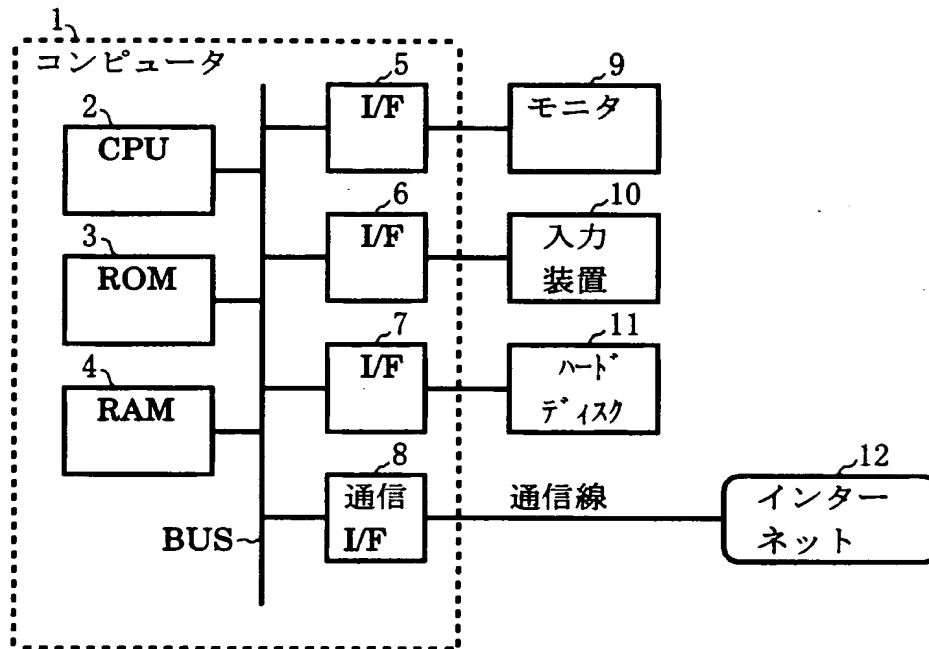 1
コンピュータ
2
CPU
3
ROM
4
RAM
BUS
5
I/F
6
I/F
7
I/F
8
通信
I/F
通信線
9
モニタ
10
入力
装置
11
ﾊｰﾄﾞ
ﾃﾞｨｽｸ
12
インター
ネット